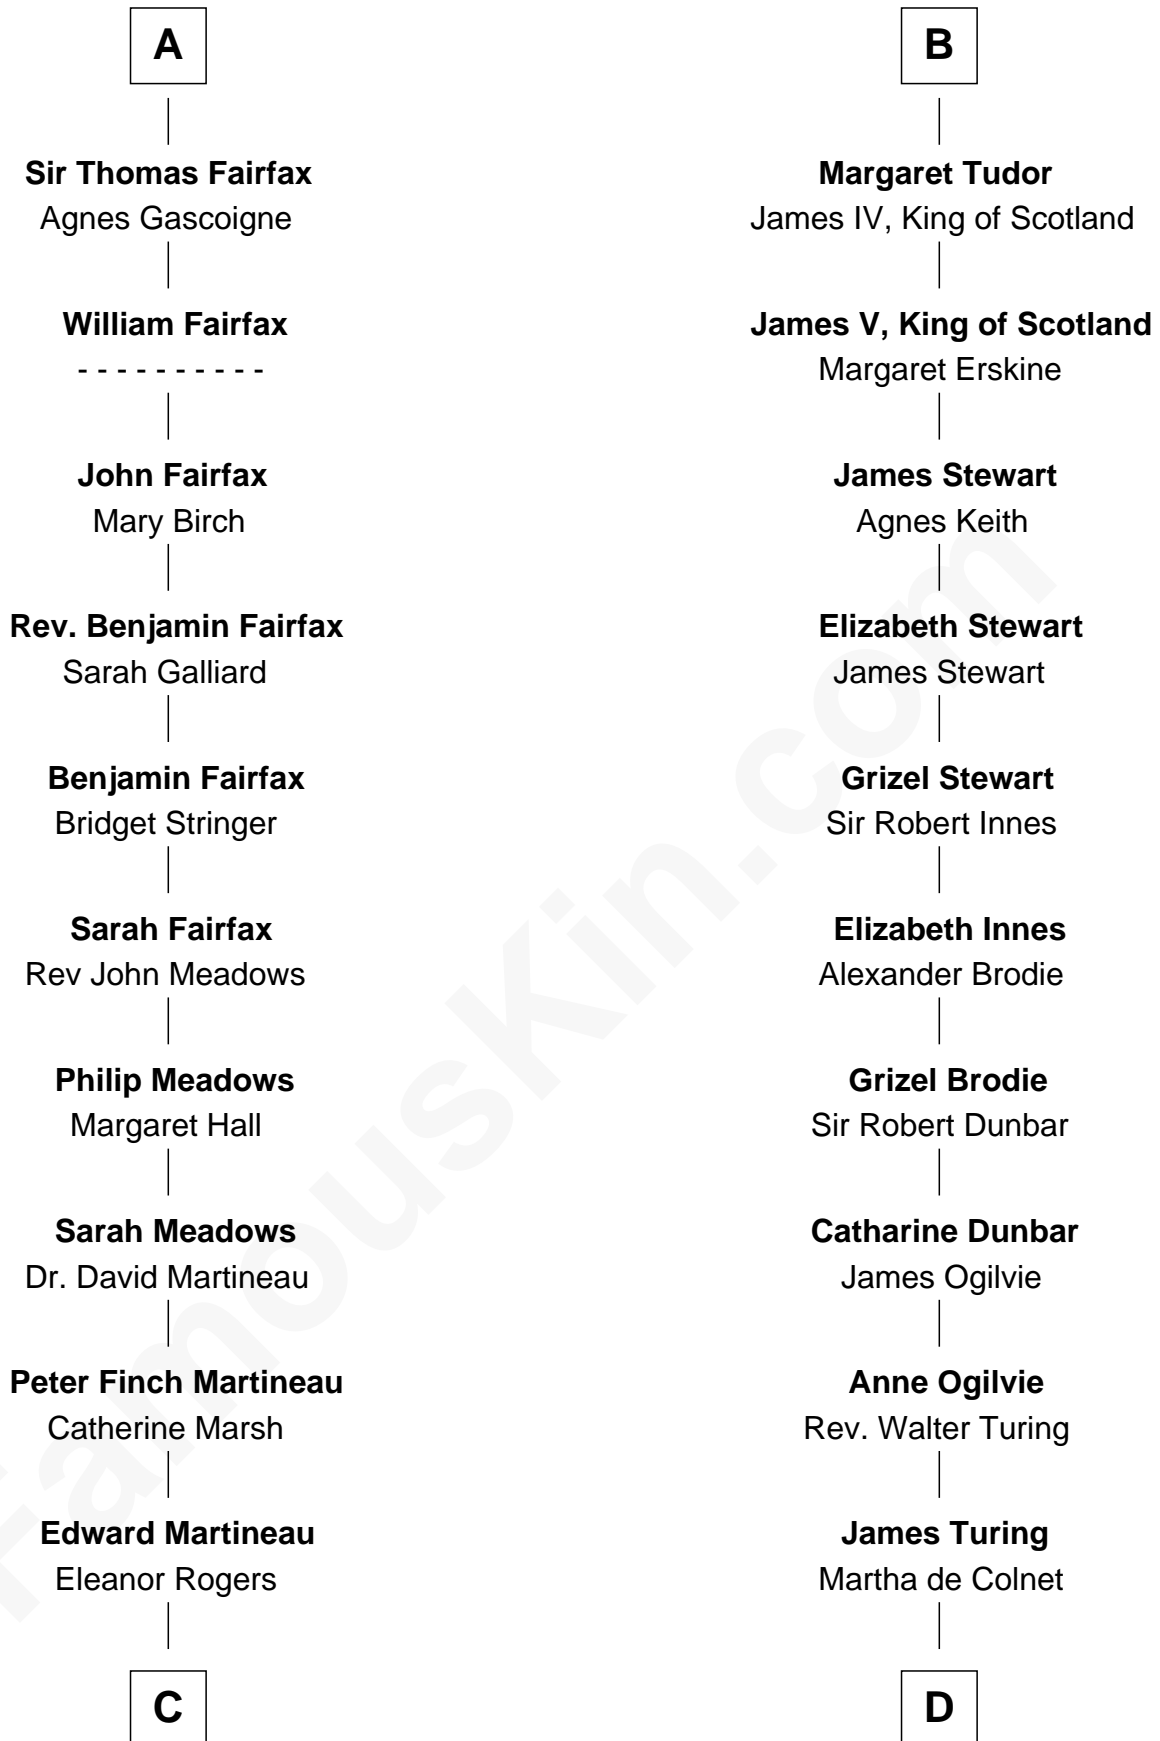 A
Sir Thomas Fairfax
Agnes Gascoigne
William Fairfax
- - - - - - - - - -
John Fairfax
Mary Birch
Rev. Benjamin Fairfax
Sarah Galliard
Benjamin Fairfax
Bridget Stringer
Sarah Fairfax
Rev John Meadows
Philip Meadows
Margaret Hall
Sarah Meadows
Dr. David Martineau
Peter Finch Martineau
Catherine Marsh
Edward Martineau
Eleanor Rogers
C
B
Margaret Tudor
James IV, King of Scotland
James V, King of Scotland
Margaret Erskine
James Stewart
Agnes Keith
Elizabeth Stewart
James Stewart
Grizel Stewart
Sir Robert Innes
Elizabeth Innes
Alexander Brodie
Grizel Brodie
Sir Robert Dunbar
Catharine Dunbar
James Ogilvie
Anne Ogilvie
Rev. Walter Turing
James Turing
Martha de Colnet
D
FamousKin.com